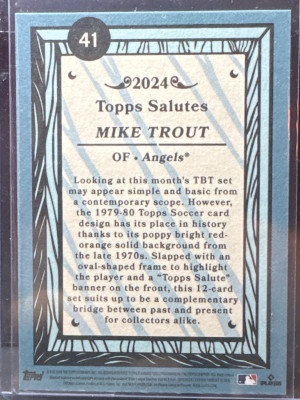 41
2024
Topps Salutes
MIKE TROUT
OF • Angels®
Looking at this month's TBT set
may appear simple and basic from
a contemporary scope. However,
the 1979-80 Topps Soccer card
design has its place in history
thanks to its poppy bright red-
orange solid background from
the late 1970s. Slapped with an
oval-shaped frame to highlight
the player and a "Topps Salute"
banner on the front, this 12-card
set suits up to be a complementary
bridge between past and present
for collectors alike.
Topps